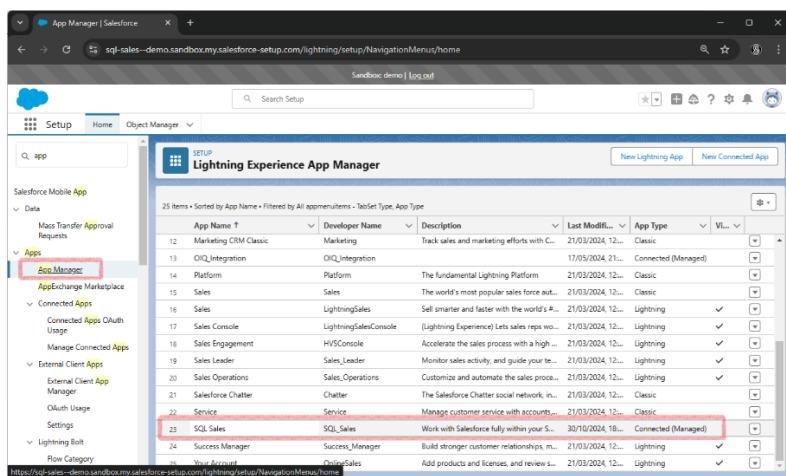 App Manager | Salesforce
sql-sales--demo.sandbox.my.salesforce-setup.com/lightning/setup/NavigationMenus/home
Sandbox: demo | Log out
Search Setup
Setup Home Object Manager
app
Salesforce Mobile App
Data
Mass Transfer Approval
Requests
Apps
App Manager
AppExchange Marketplace
Connected Apps
Connected Apps OAuth
Usage
Manage Connected Apps
External Client Apps
External Client App
Manager
OAuth Usage
Settings
Lightning Bolt
Flow Category
SETUP
Lightning Experience App Manager
New Lightning App New Connected App
25 items • Sorted by App Name • Filtered by All appmenuitems - TabSet Type, App Type
App Name ↑ Developer Name Description Last Modifi... App Type Vi...
12 Marketing CRM Classic Marketing Track sales and marketing efforts with C... 21/03/2024, 12:... Classic
13 OIQ_Integration OIQ_Integration 17/05/2024, 21:... Connected (Managed)
14 Platform Platform The fundamental Lightning Platform 21/03/2024, 12:... Classic
15 Sales Sales The world's most popular sales force aut... 21/03/2024, 12:... Classic
16 Sales LightningSales Sell smarter and faster with the world's #... 21/03/2024, 12:... Lightning
17 Sales Console LightningSalesConsole (Lightning Experience) Lets sales reps wo... 21/03/2024, 12:... Lightning
18 Sales Engagement HVSConsole Accelerate the sales process with a high ... 21/03/2024, 12:... Lightning
19 Sales Leader Sales_Leader Monitor sales activity, and guide your te... 21/03/2024, 12:... Lightning
20 Sales Operations Sales_Operations Customize and automate the sales proce... 21/03/2024, 12:... Lightning
21 Salesforce Chatter Chatter The Salesforce Chatter social network, in... 21/03/2024, 12:... Classic
22 Service Service Manage customer service with accounts,... 21/03/2024, 12:... Classic
23 SQL Sales SQL_Sales Work with Salesforce fully within your S... 30/10/2024, 18:... Connected (Managed)
24 Success Manager Success_Manager Build stronger customer relationships, m... 21/03/2024, 12:... Lightning
25 Your Account OnlineSales Add products and licenses, and review s... 21/03/2024, 12:... Lightning
https://sql-sales--demo.sandbox.my.salesforce-setup.com/lightning/setup/NavigationMenus/home